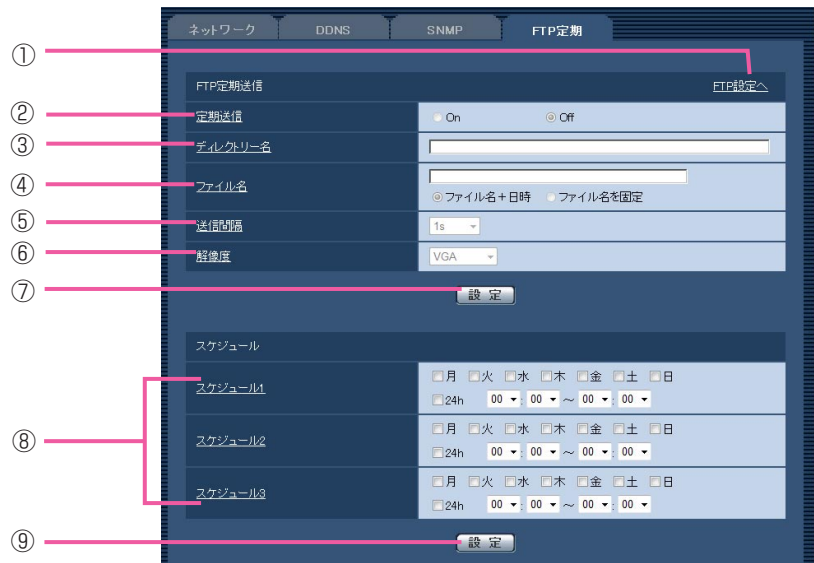 ネットワーク DDNS SNMP FTP定期
①
FTP定期送信 FTP設定へ
② 定期送信 On Off
③ ディレクトリー名
④ ファイル名
ファイル名+日時 ファイル名を固定
⑤ 送信間隔 1s
⑥ 解像度 VGA
⑦ 設定
スケジュール
⑧
スケジュール1 月 火 水 木 金 土 日
24h 00 : 00 ~ 00 : 00
スケジュール2 月 火 水 木 金 土 日
24h 00 : 00 ~ 00 : 00
スケジュール3 月 火 水 木 金 土 日
24h 00 : 00 ~ 00 : 00
⑨ 設定